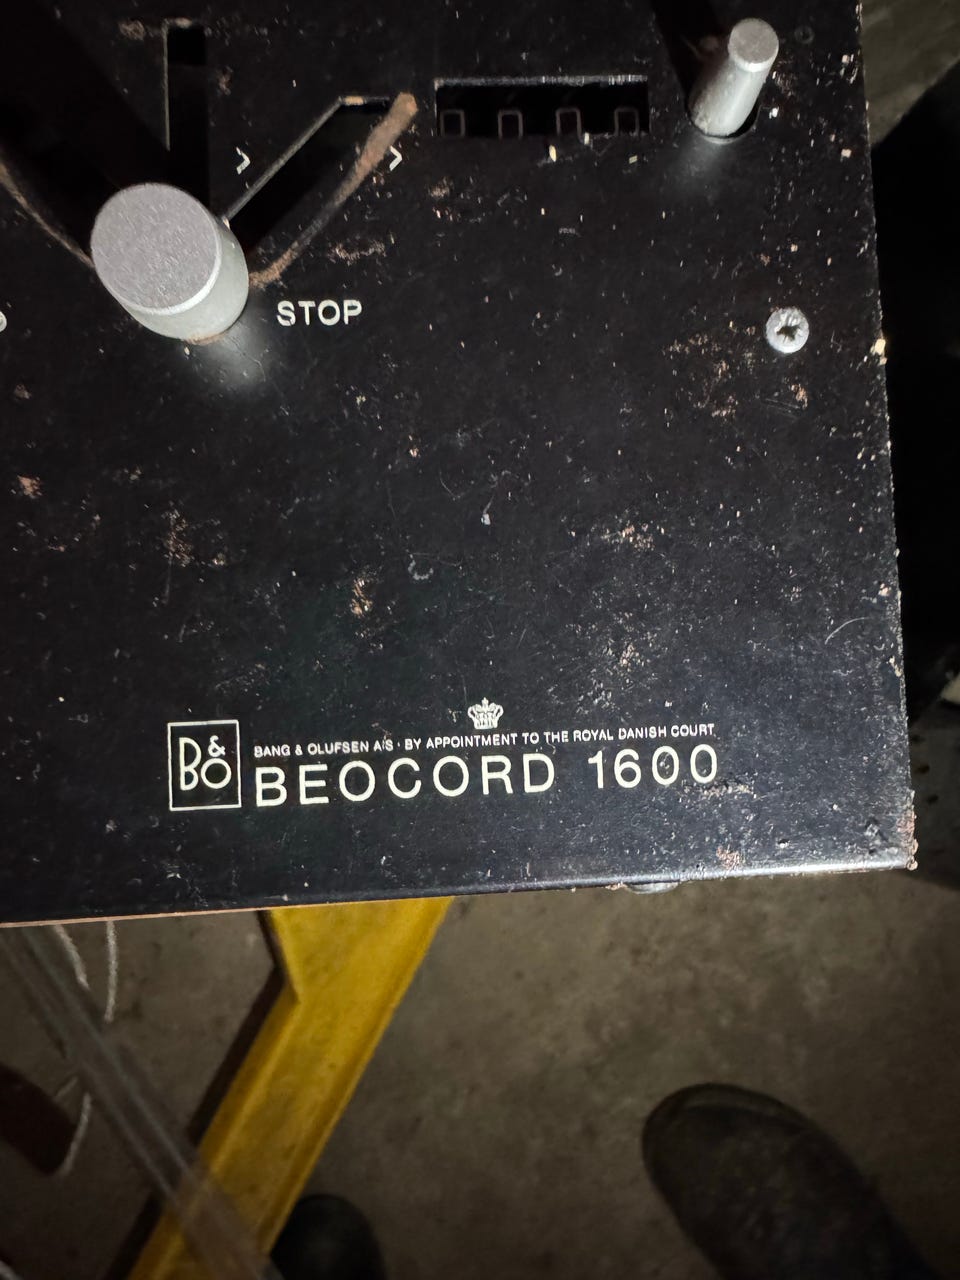 STOP
B&O
BANG & OLUFSEN A/S · BY APPOINTMENT TO THE ROYAL DANISH COURT
BEOCORD 1600